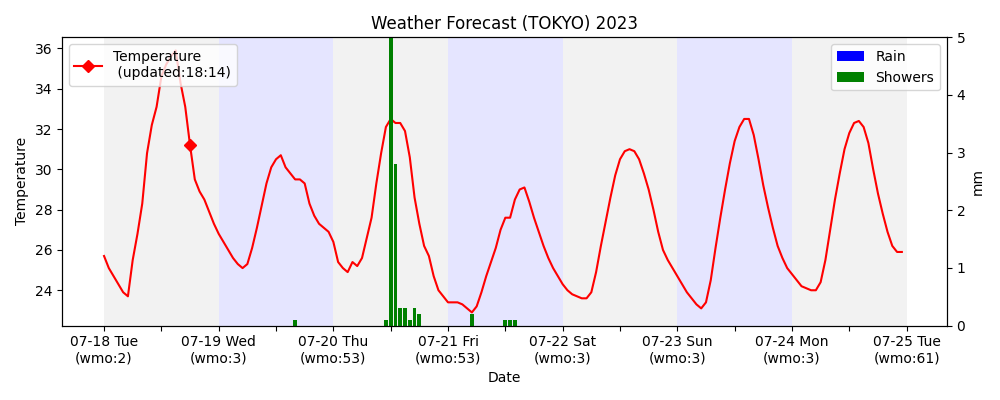 Weather Forecast (TOKYO) 2023
Temperature
(updated:18:14)
Rain
Showers
36
34
32
30
28
26
24
Temperature
5
4
3
2
1
0
mm
07-18 Tue
(wmo:2)
07-19 Wed
(wmo:3)
07-20 Thu
(wmo:53)
07-21 Fri
(wmo:53)
07-22 Sat
(wmo:3)
07-23 Sun
(wmo:3)
07-24 Mon
(wmo:3)
07-25 Tue
(wmo:61)
Date